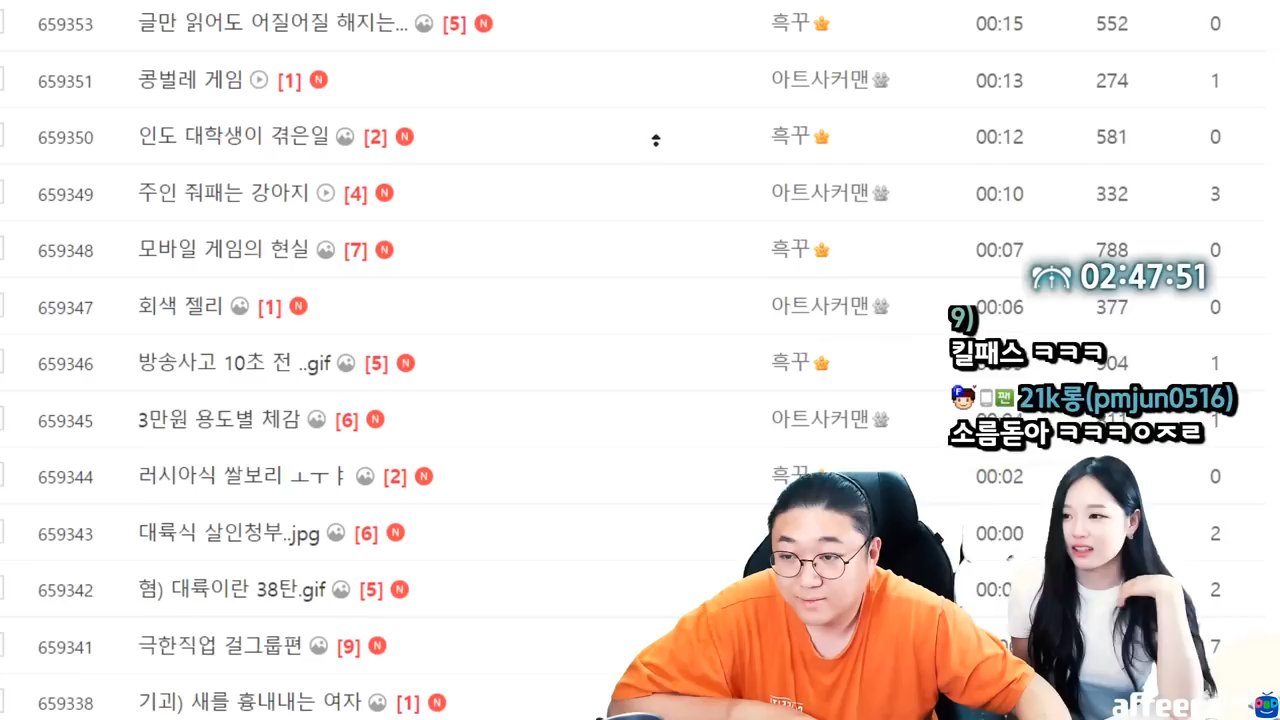 659353 글만 읽어도 어질어질 해지는... [5] N 흑꾸 00:15 552 0
659351 콩벌레 게임 [1] N 아트사커맨 00:13 274 1
659350 인도 대학생이 겪은일 [2] N 흑꾸 00:12 581 0
659349 주인 줘패는 강아지 [4] N 아트사커맨 00:10 332 3
659348 모바일 게임의 현실 [7] N 흑꾸 00:07 788 0
02:47:51
659347 회색 젤리 [1] N 아트사커맨 00:06 377 0
9)
킬패스 ㅋㅋㅋ
659346 방송사고 10초 전 ..gif [5] N 흑꾸 904 1
21k롱(pmjun0516)
659345 3만원 용도별 체감 [6] N 아트사커맨 1
소름돋아 ㅋㅋㅋㅇㅈㄹ
659344 러시아식 쌀보리 ㅗㅜㅑ [2] N 흑꾸 00:02 0
659343 대륙식 살인청부..jpg [6] N 00:00 2
659342 혐) 대륙이란 38탄.gif [5] N 2
659341 극한직업 걸그룹편 [9] N 7
659338 기괴) 새를 흉내내는 여자 [1] N